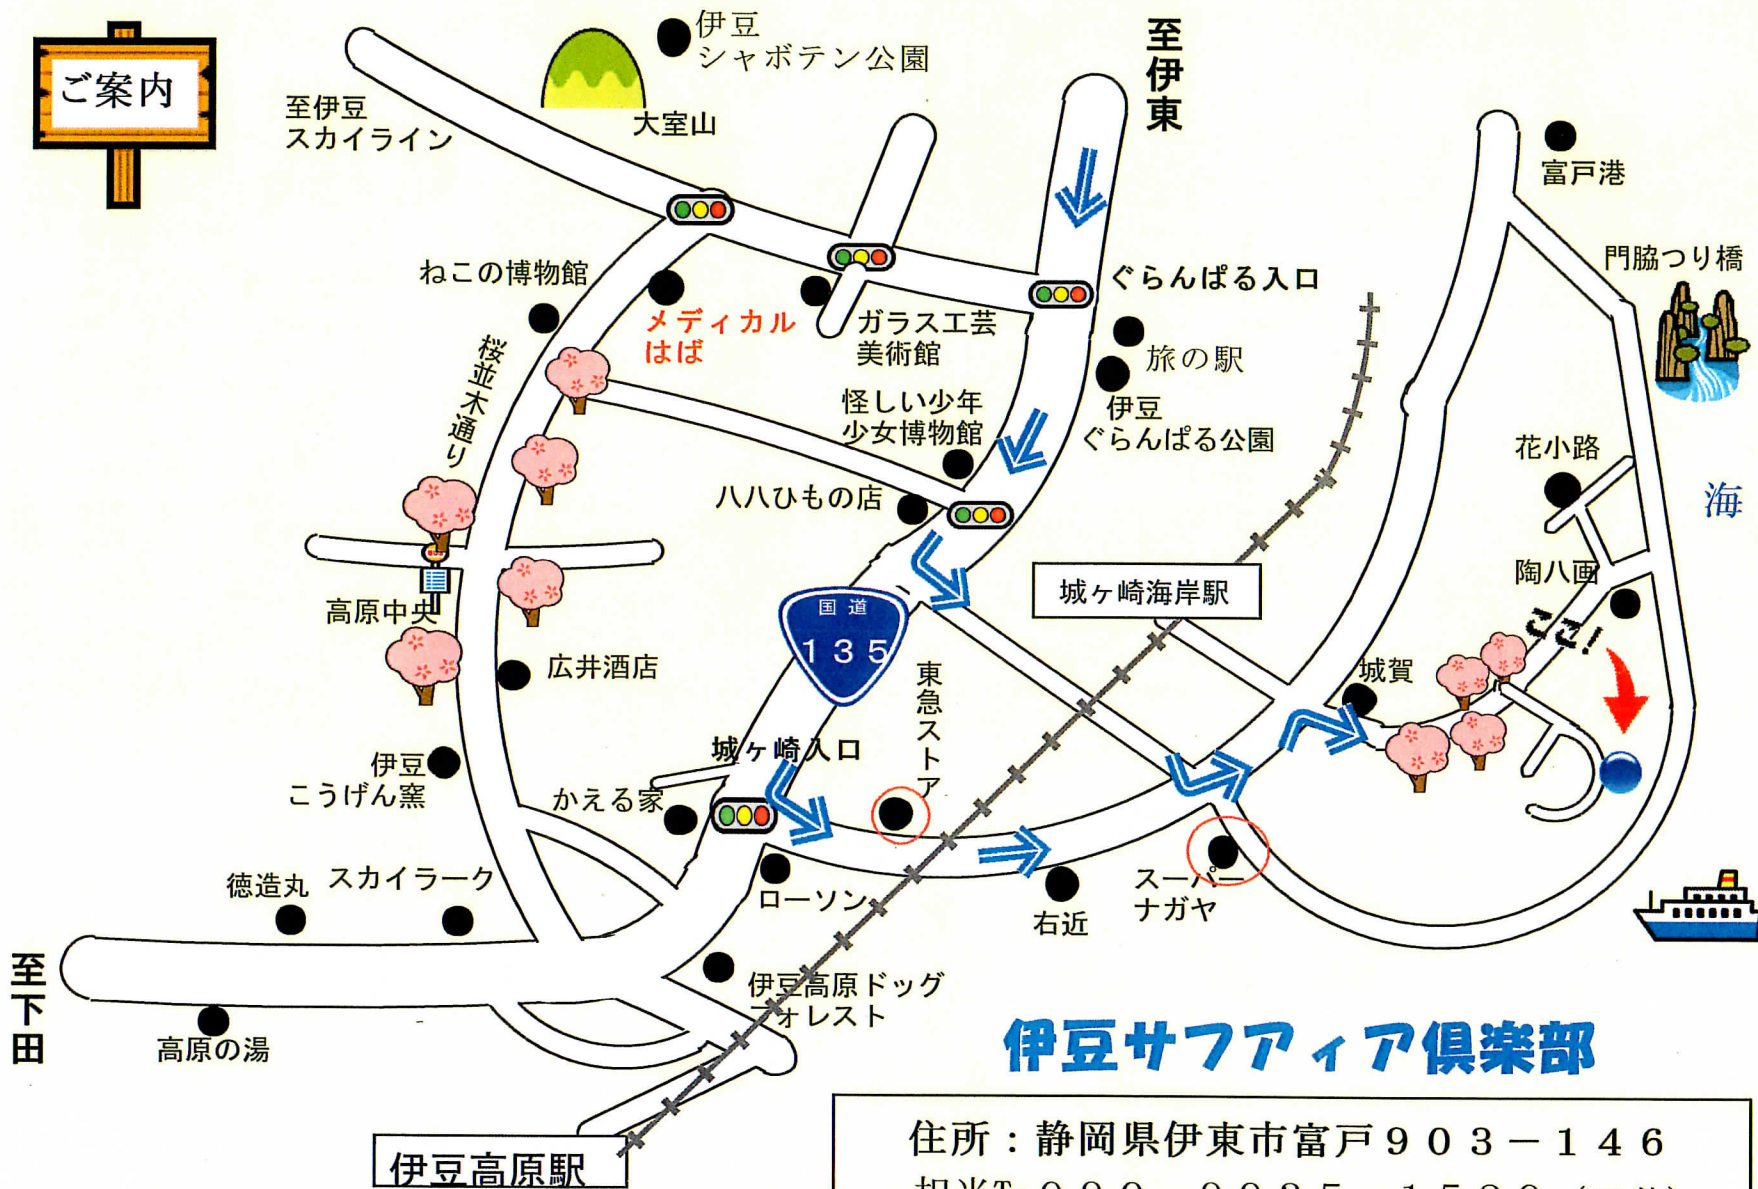 ご案内
伊豆
シャボテン公園
大室山
至伊豆
スカイライン
至伊東
富戸港
門脇つり橋
ぐらんぱる入口
ねこの博物館
メディカル
はば
ガラス工芸
美術館
旅の駅
伊豆
ぐらんぱる公園
桜並木通り
怪しい少年
少女博物館
八八ひもの店
花小路
海
陶八画
ここ!
高原中央
国道
135
城ヶ崎海岸駅
広井酒店
東急ストア
城賀
城ヶ崎入口
伊豆
こうげん窯
かえる家
徳造丸
スカイラーク
ローソン
右近
スーパー
ナガヤ
至下田
高原の湯
伊豆高原ドッグ
フォレスト
伊豆高原駅
伊豆サファィア倶楽部
住所：静岡県伊東市富戸９０３－１４６